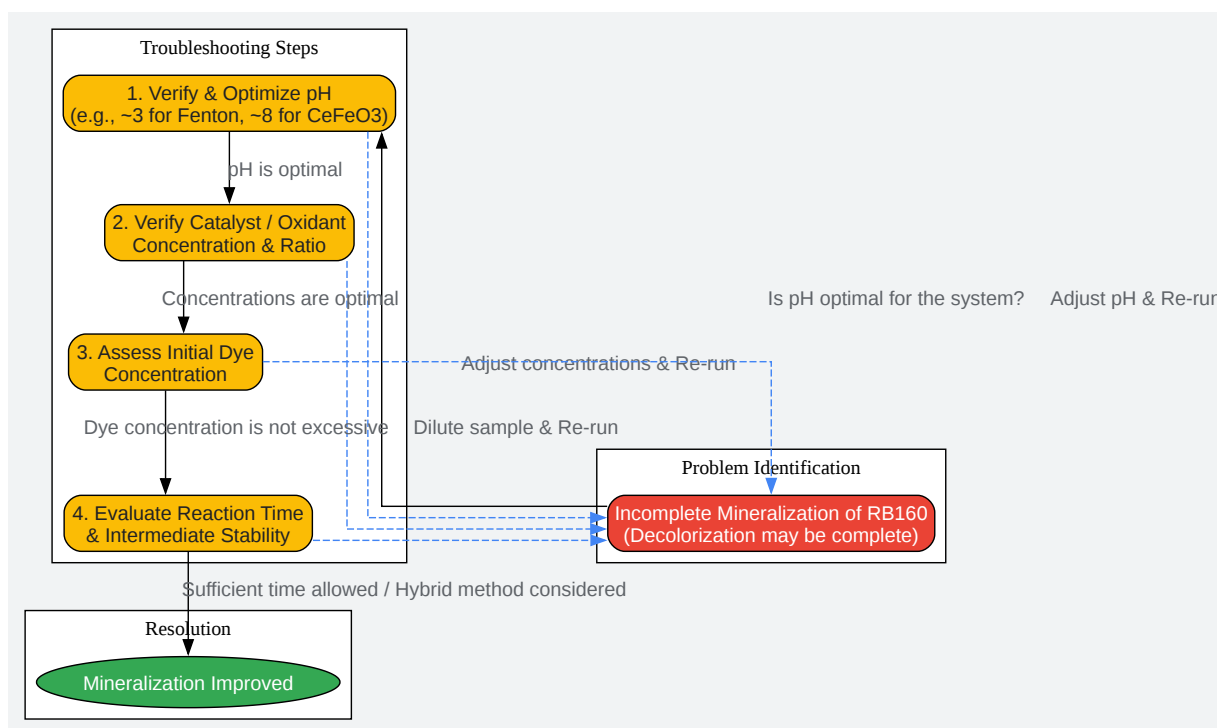 Troubleshooting Steps
1. Verify & Optimize pH
(e.g., ~3 for Fenton, ~8 for CeFeO3)
pH is optimal
2. Verify Catalyst / Oxidant
Concentration & Ratio
Concentrations are optimal
Is pH optimal for the system?
Adjust pH & Re-run
3. Assess Initial Dye
Concentration
Adjust concentrations & Re-run
Dye concentration is not excessive
Dilute sample & Re-run
Problem Identification
4. Evaluate Reaction Time
& Intermediate Stability
Incomplete Mineralization of RB160
(Decolorization may be complete)
Sufficient time allowed / Hybrid method considered
Resolution
Mineralization Improved